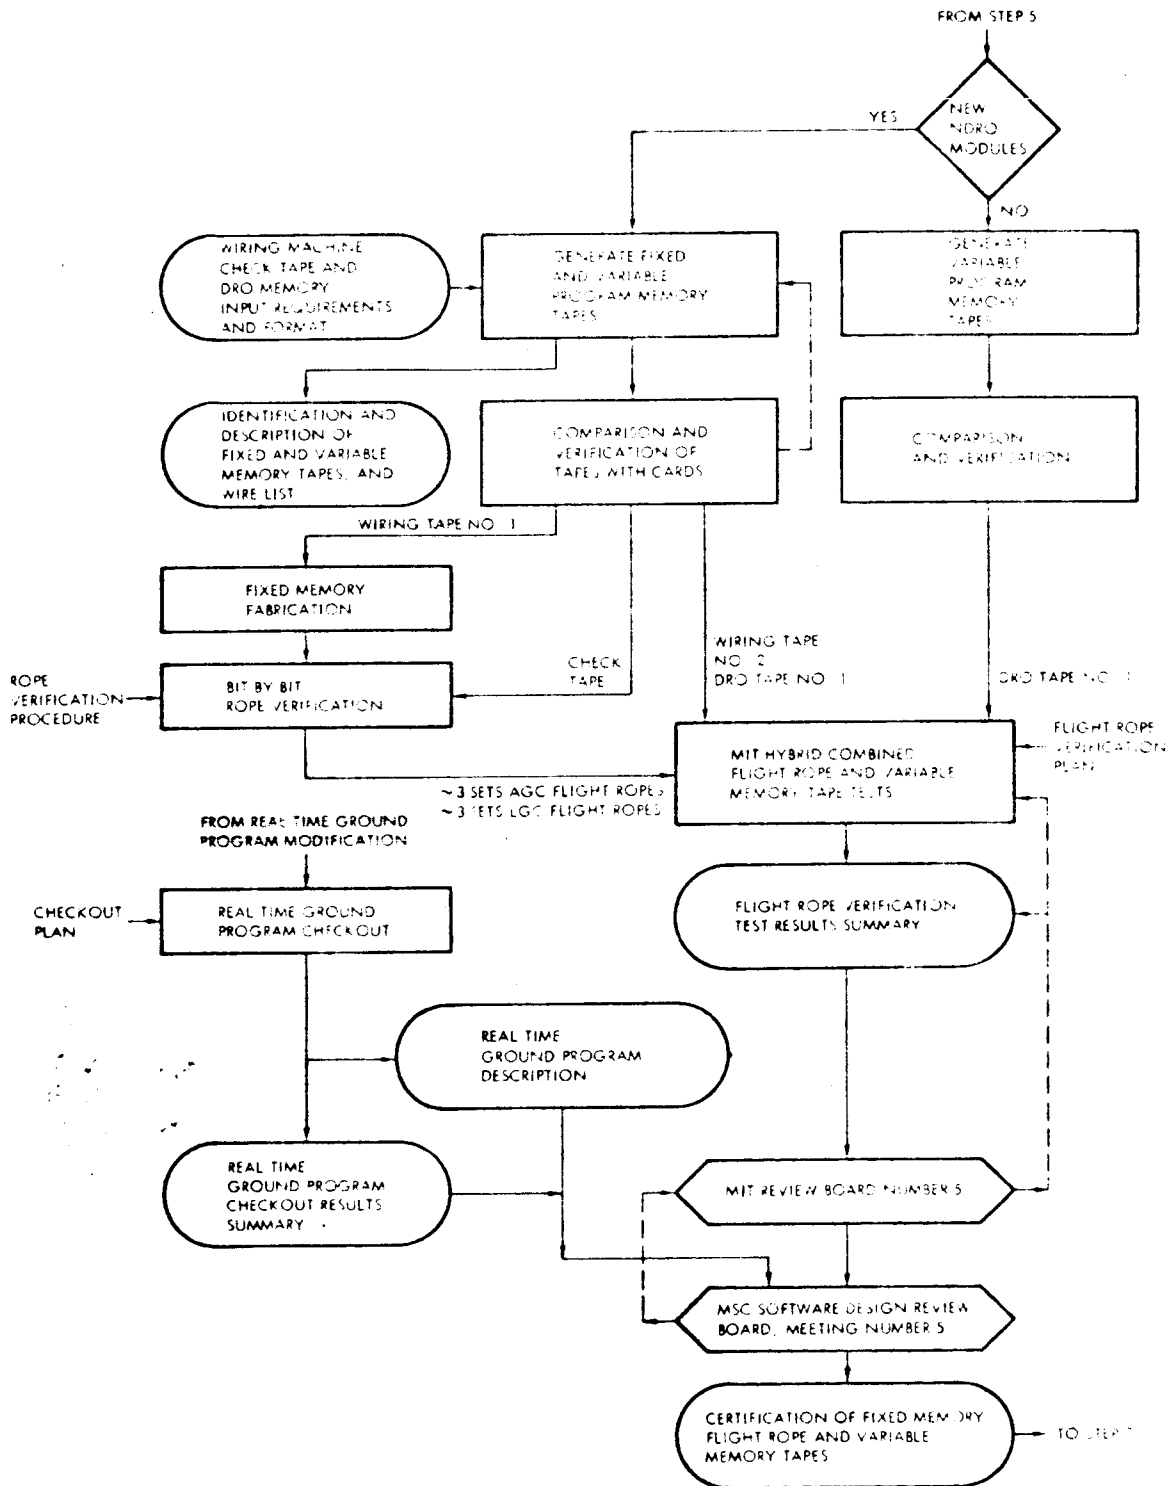 FROM STEP 5
YES
NEW
NDRO
MODULES
NO
WIRING MACHINE
CHECK TAPE AND
DRO MEMORY
INPUT REQUIREMENTS
AND FORMAT
GENERATE FIXED
AND VARIABLE
PROGRAM MEMORY
TAPES
GENERATE
VARIABLE
PROGRAM
MEMORY
TAPES
IDENTIFICATION AND
DESCRIPTION OF
FIXED AND VARIABLE
MEMORY TAPES, AND
WIRE LIST
COMPARISON AND
VERIFICATION OF
TAPES WITH CARDS
COMPARISON
AND VERIFICATION
WIRING TAPE NO. 1
FIXED MEMORY
FABRICATION
ROPE
VERIFICATION
PROCEDURE
BIT BY BIT
ROPE VERIFICATION
CHECK
TAPE
WIRING TAPE
NO. 2
DRO TAPE NO. 1
DRO TAPE NO. 1
MIT HYBRID COMBINED
FLIGHT ROPE AND VARIABLE
MEMORY TAPE TESTS
FLIGHT ROPE
VERIFICATION
PLAN
~ 3 SETS AGC FLIGHT ROPES
~ 3 SETS LGC FLIGHT ROPES
FROM REAL TIME GROUND
PROGRAM MODIFICATION
CHECKOUT
PLAN
REAL TIME GROUND
PROGRAM CHECKOUT
FLIGHT ROPE VERIFICATION
TEST RESULTS SUMMARY
REAL TIME
GROUND PROGRAM
DESCRIPTION
REAL TIME
GROUND PROGRAM
CHECKOUT RESULTS
SUMMARY
MIT REVIEW BOARD NUMBER 5
MSC SOFTWARE DESIGN REVIEW
BOARD, MEETING NUMBER 5
CERTIFICATION OF FIXED MEMORY
FLIGHT ROPE AND VARIABLE
MEMORY TAPES
TO STEP